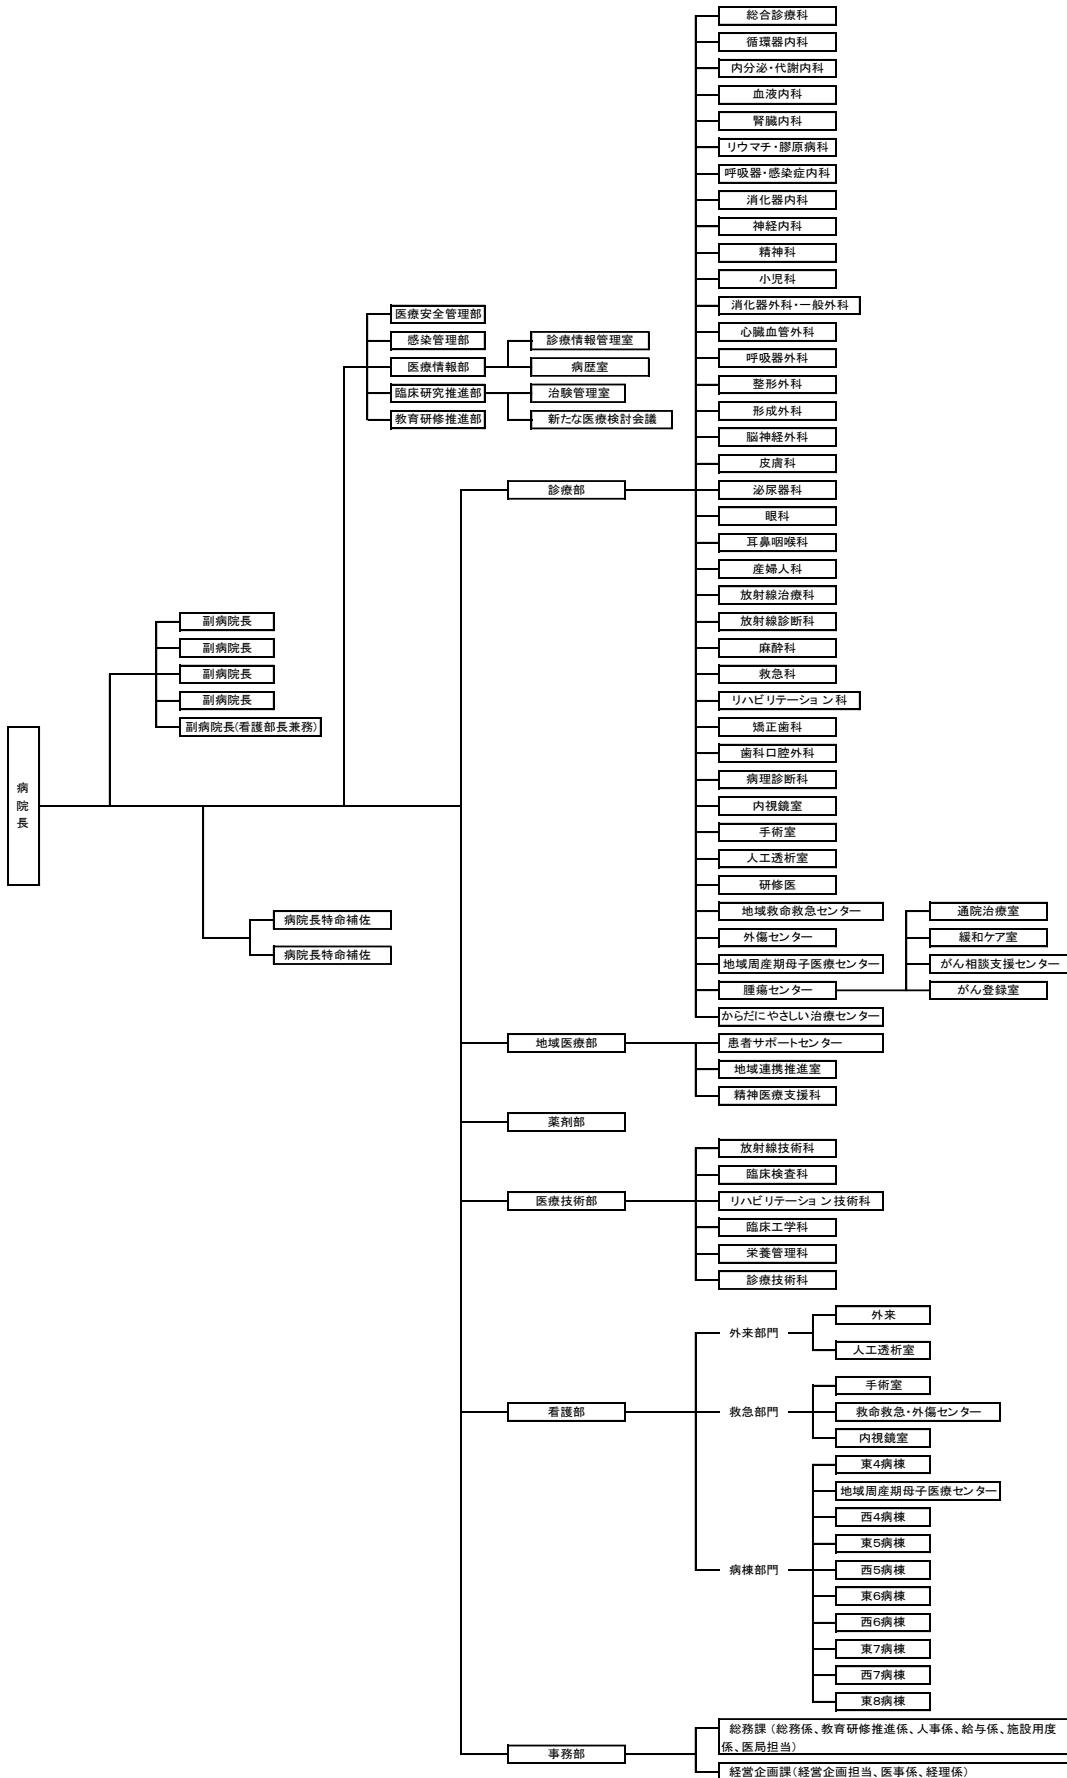 病院長
副病院長
副病院長
副病院長
副病院長
副病院長(看護部長兼務)
病院長特命補佐
病院長特命補佐
医療安全管理部
感染管理部
医療情報部
診療情報管理室
病歴室
臨床研究推進部
治験管理室
新たな医療検討会議
教育研修推進部
診療部
総合診療科
循環器内科
内分泌・代謝内科
血液内科
腎臓内科
リウマチ・膠原病科
呼吸器・感染症内科
消化器内科
神経内科
精神科
小児科
消化器外科・一般外科
心臓血管外科
呼吸器外科
整形外科
形成外科
脳神経外科
皮膚科
泌尿器科
眼科
耳鼻咽喉科
産婦人科
放射線治療科
放射線診断科
麻酔科
救急科
リハビリテーション科
矯正歯科
歯科口腔外科
病理診断科
内視鏡室
手術室
人工透析室
研修医
地域救命救急センター
外傷センター
地域周産期母子医療センター
腫瘍センター
通院治療室
緩和ケア室
がん相談支援センター
がん登録室
からだにやさしい治療センター
地域医療部
患者サポートセンター
地域連携推進室
精神医療支援科
薬剤部
医療技術部
放射線技術科
臨床検査科
リハビリテーション技術科
臨床工学科
栄養管理科
診療技術科
看護部
外来部門
外来
人工透析室
救急部門
手術室
救命救急・外傷センター
内視鏡室
病棟部門
東4病棟
地域周産期母子医療センター
西4病棟
東5病棟
西5病棟
東6病棟
西6病棟
東7病棟
西7病棟
東8病棟
事務部
総務課(総務係、教育研修推進係、人事係、給与係、施設用度
係、医局担当)
経営企画課(経営企画担当、医事係、経理係)